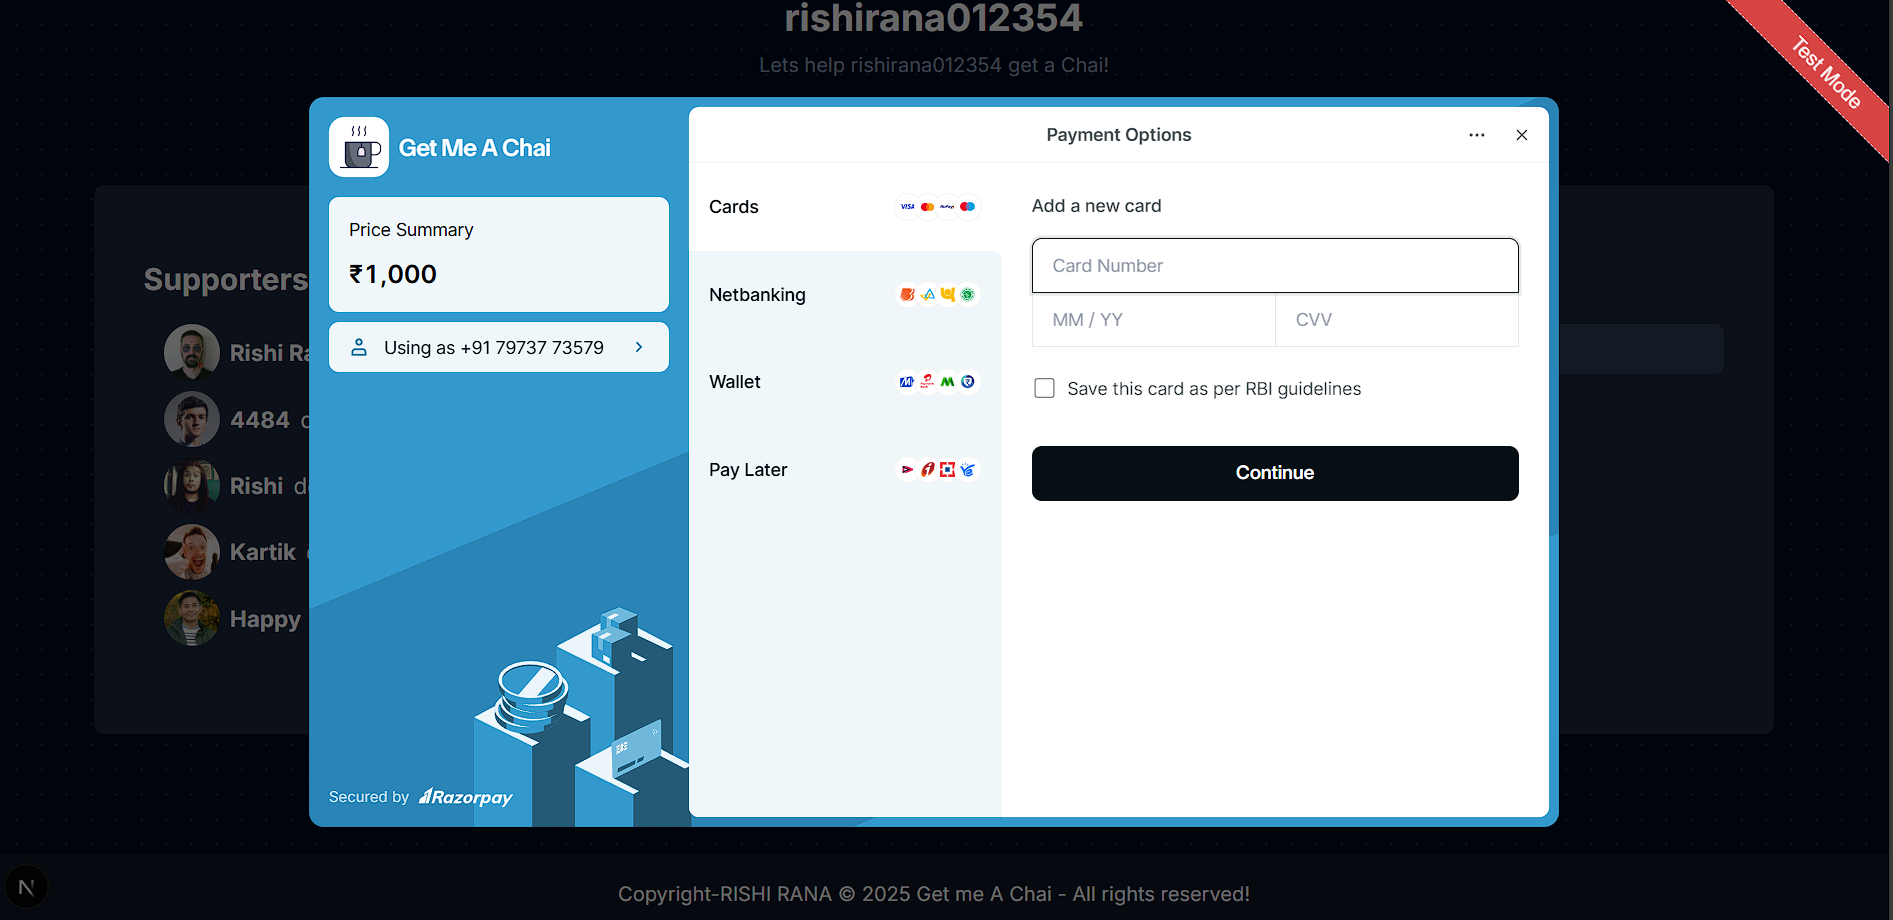 rishirana012354
Lets help rishirana012354 get a Chai!
Test Mode
Get Me A Chai
Price Summary
₹1,000
Using as +91 79737 73579
Secured by Razorpay
Payment Options
Cards
VISA
RuPay
Netbanking
Wallet
Pay Later
Add a new card
Card Number
MM / YY
CVV
Save this card as per RBI guidelines
Continue
Supporters
Rishi Ra
4484
Rishi d
Kartik
Happy
N
Copyright-RISHI RANA © 2025 Get me A Chai - All rights reserved!